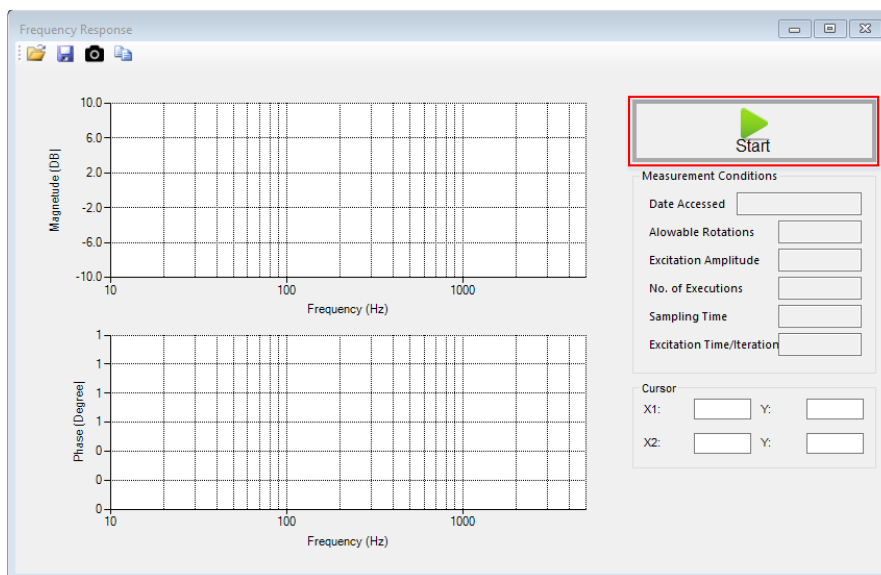 Frequency Response
10.0
6.0
2.0
-2.0
-6.0
-10.0
Magnetude (DB|
10
100
1000
Frequency (Hz)
1
1
1
1
0
0
0
Phase (Degree|
10
100
1000
Frequency (Hz)
Start
Measurement Conditions
Date Accessed
Alowable Rotations
Excitation Amplitude
No. of Executions
Sampling Time
Excitation Time/Iteration
Cursor
X1: Y:
X2: Y: